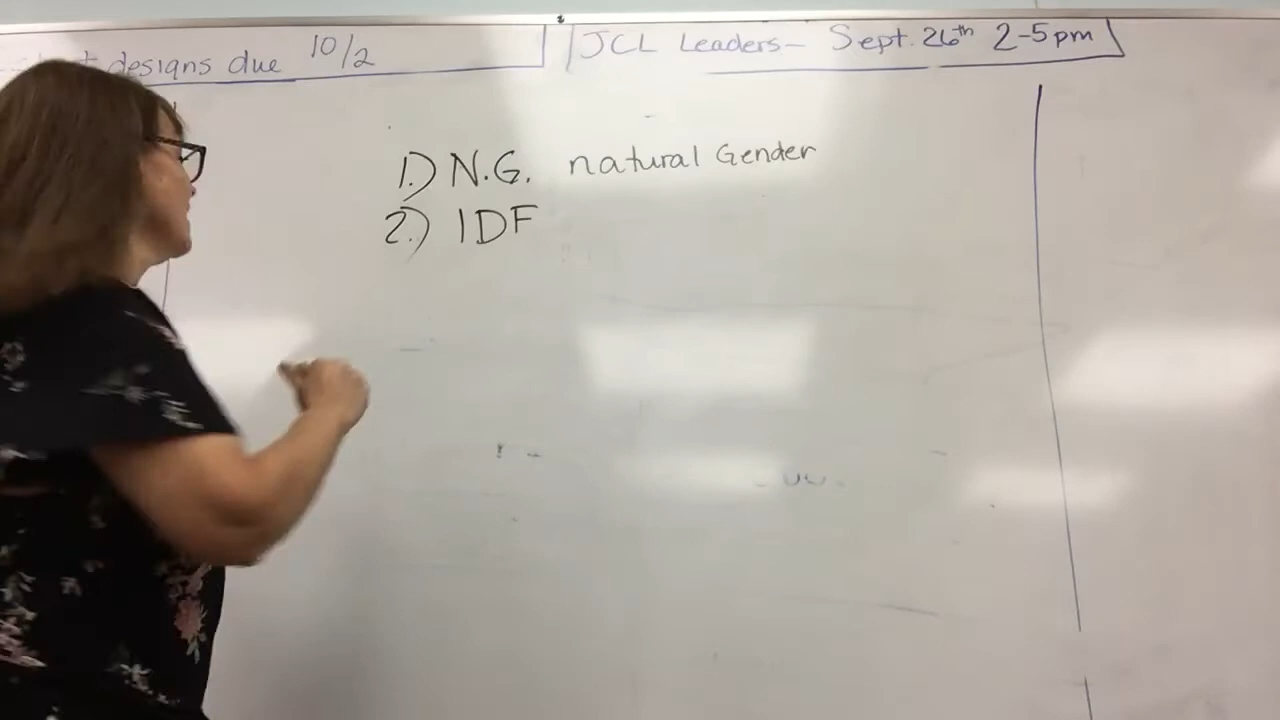 designs due 10/2
JCL Leaders- Sept. 26th 2-5pm
1.) N.G. natural Gender
2.) IDF